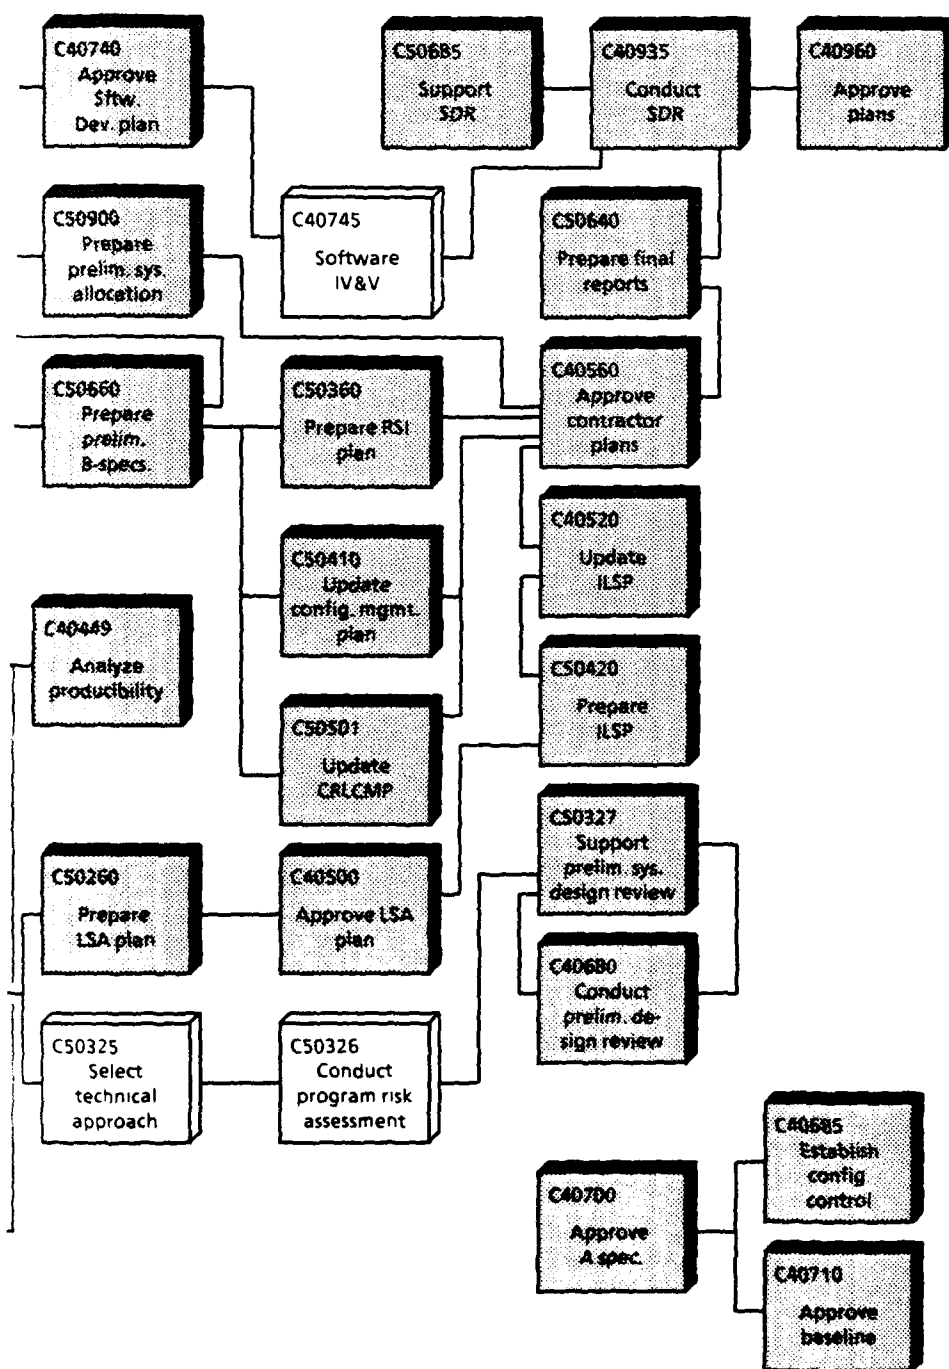 C40740
Approve
Sftw.
Dev. plan
C50685
Support
SDR
C40935
Conduct
SDR
C40960
Approve
plans
C50900
Prepare
prelim. sys.
allocation
C40745
Software
IV&V
C50640
Prepare final
reports
C50660
Prepare
prelim.
B-specs.
C50360
Prepare RSI
plan
C40560
Approve
contractor
plans
C50410
Update
config. mgmt.
plan
C40520
Update
ILSP
C40449
Analyze
producibility
C50501
Update
CRLCMP
C50420
Prepare
ILSP
C50260
Prepare
LSA plan
C40500
Approve LSA
plan
C50327
Support
prelim. sys.
design review
C40680
Conduct
prelim. de-
sign review
C50325
Select
technical
approach
C50326
Conduct
program risk
assessment
C40700
Approve
A spec.
C40685
Establish
config
control
C40710
Approve
baseline